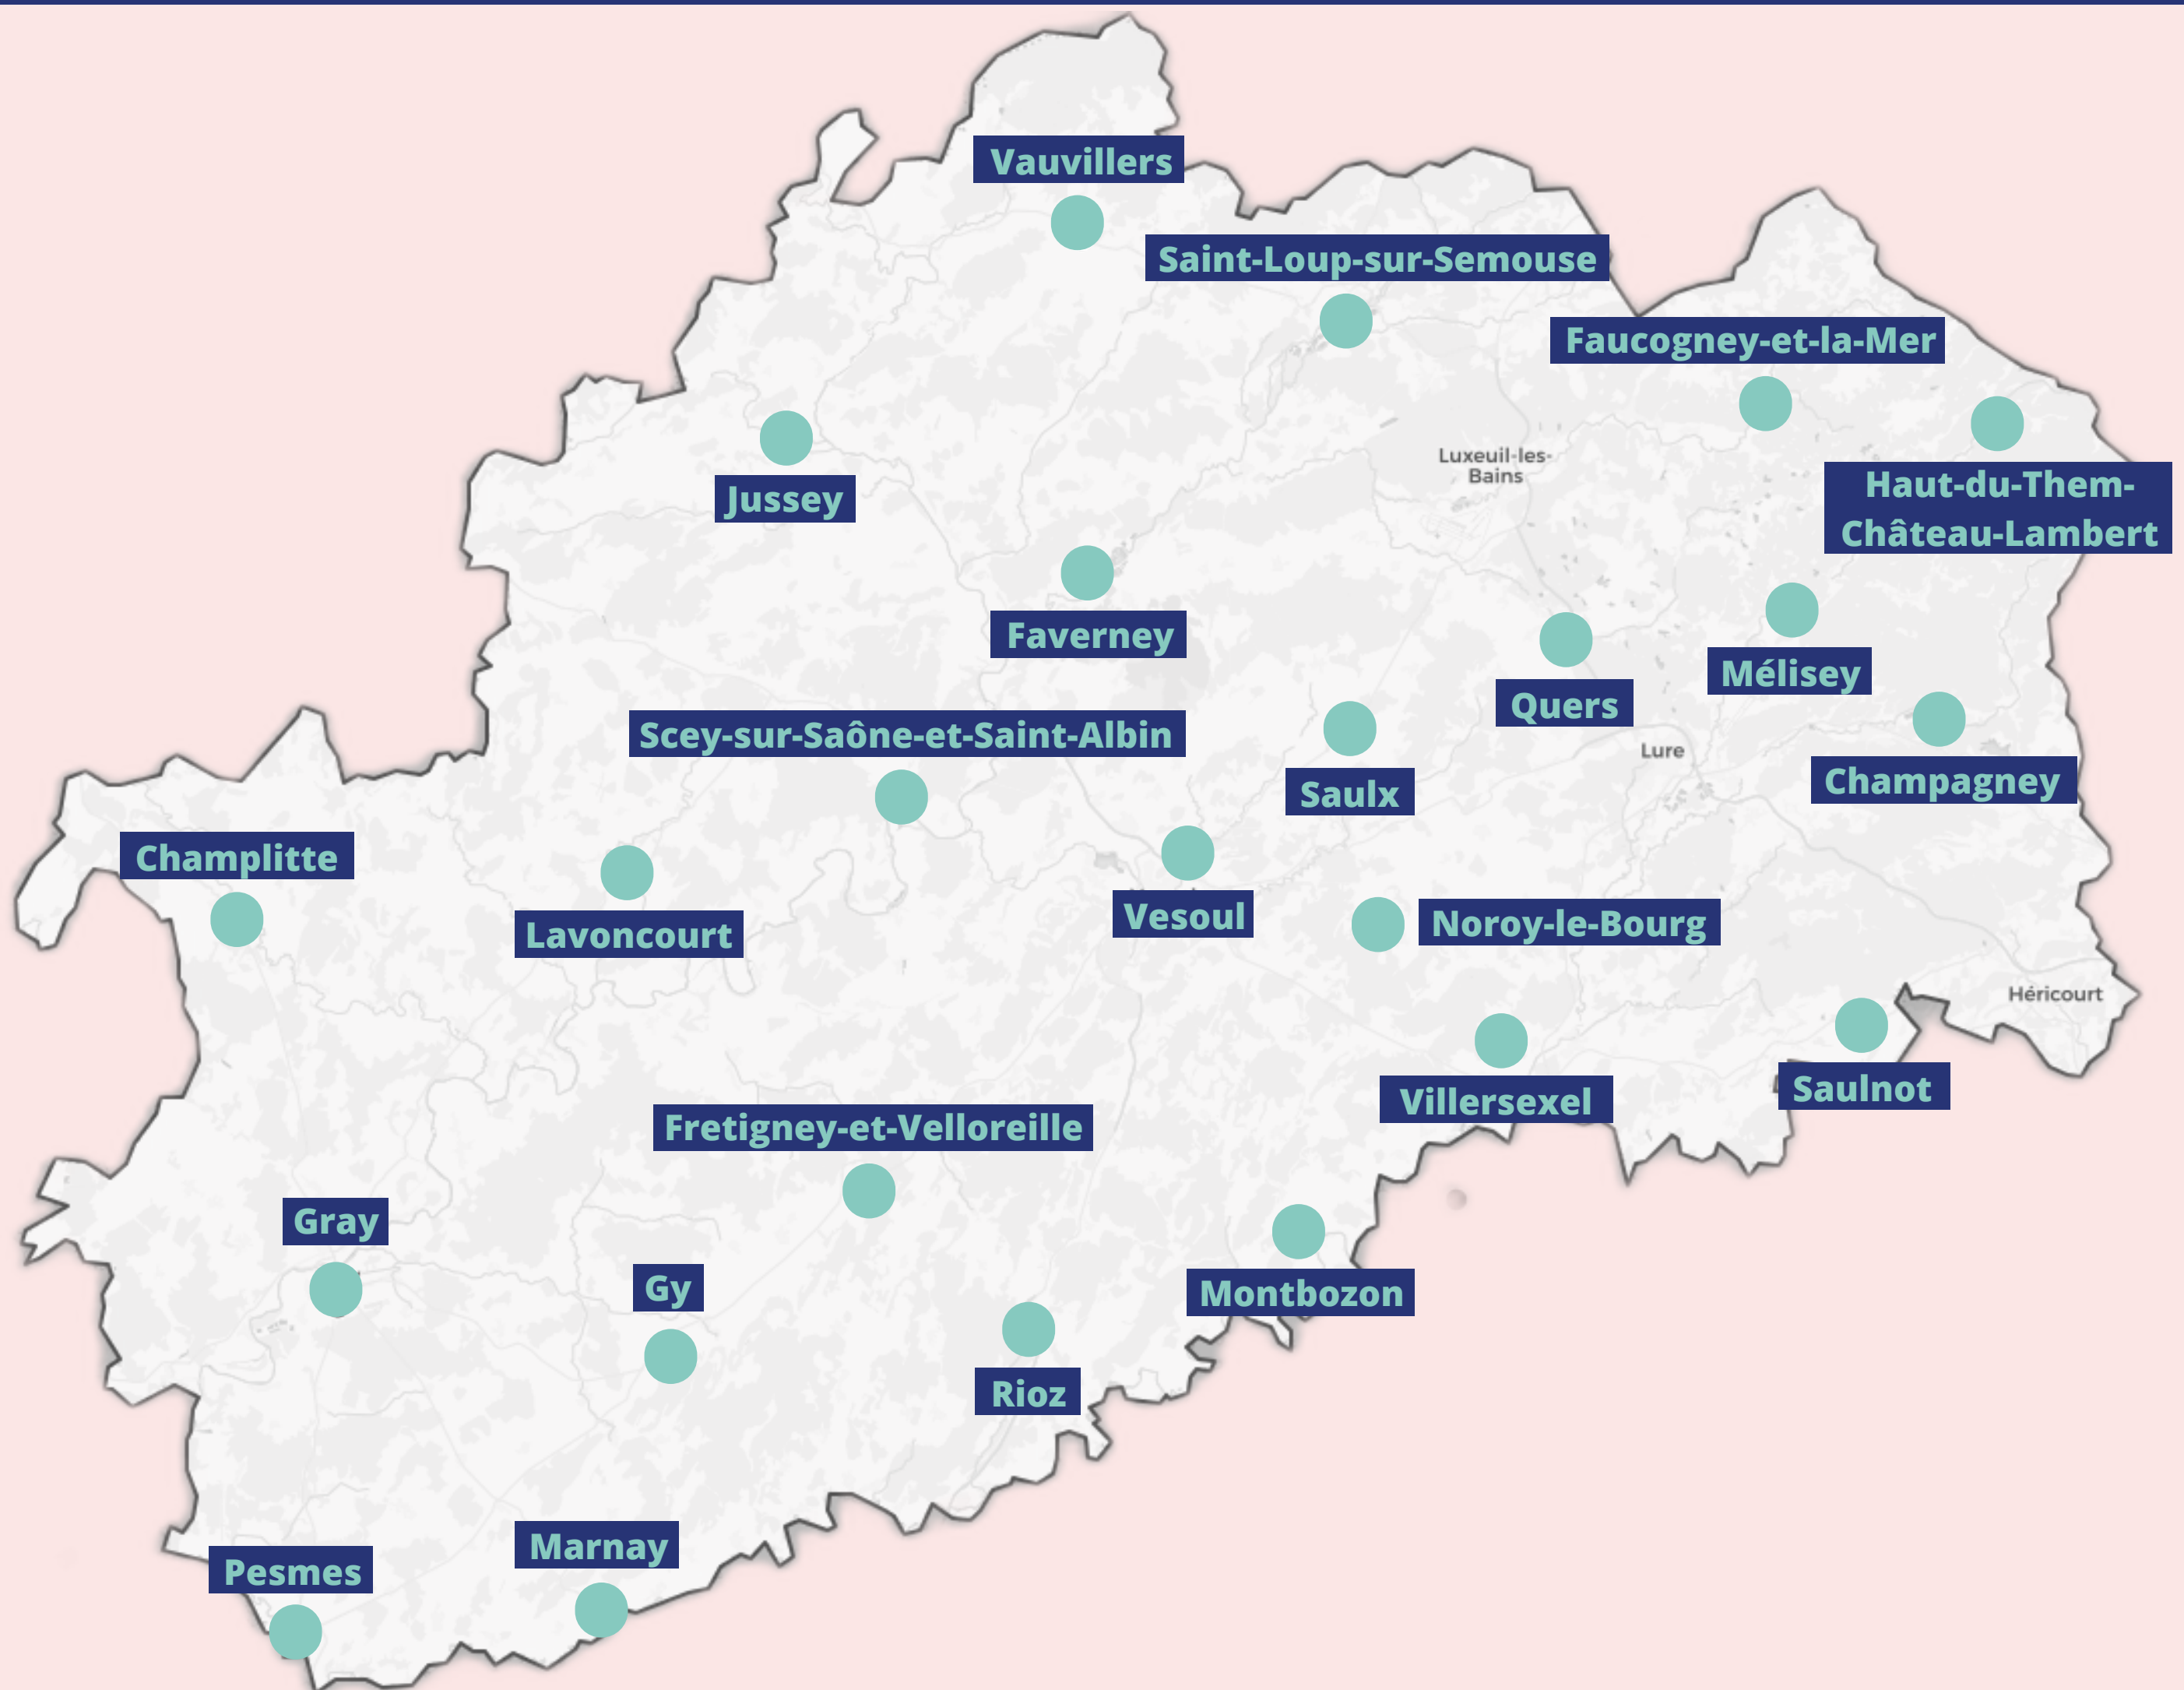 Vauvillers
Saint-Loup-sur-Semouse
Faucogney-et-la-Mer
Luxeuil-les-
Bains
Haut-du-Them-
Château-Lambert
Jussey
Faverney
Mélisey
Quers
Scey-sur-Saône-et-Saint-Albin
Lure
Champagney
Saulx
Champlitte
Vesoul
Noroy-le-Bourg
Lavoncourt
Héricourt
Saulnot
Villersexel
Fretigney-et-Velloreille
Gray
Gy
Montbozon
Rioz
Marnay
Pesmes